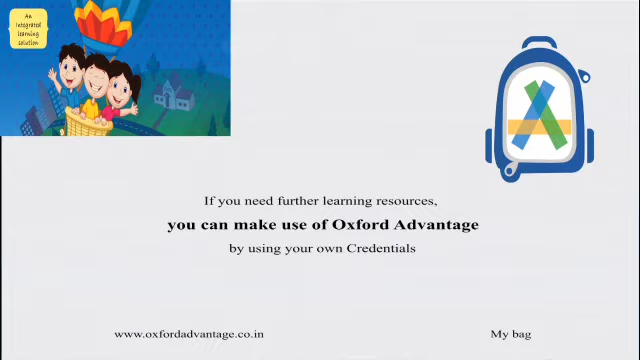 An
integrated
learning
solution
If you need further learning resources,
you can make use of Oxford Advantage
by using your own Credentials
www.oxfordadvantage.co.in
My bag